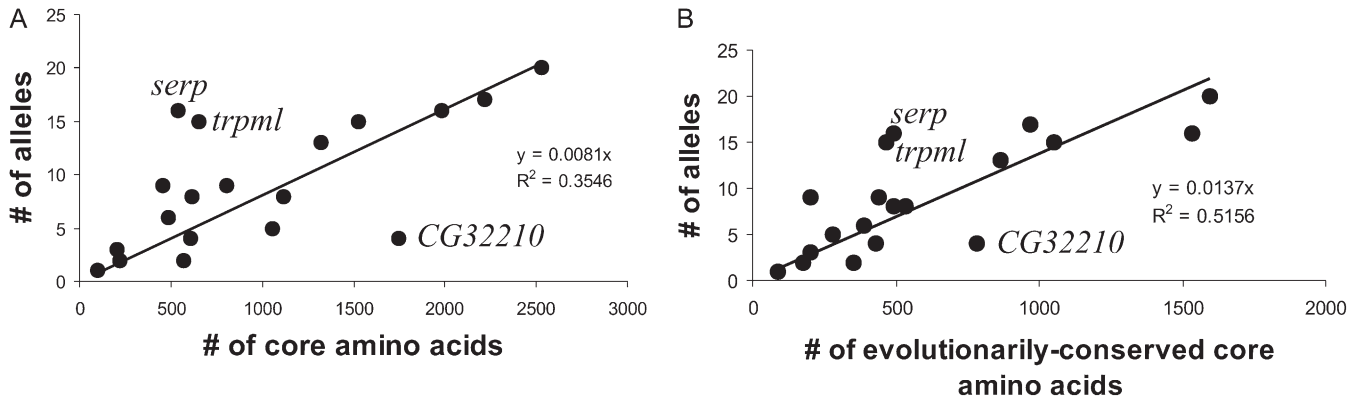 A
25
20
15
10
5
0
# of alleles
serp
trpml
CG32210
y = 0.0081x
R² = 0.3546
0 500 1000 1500 2000 2500 3000
# of core amino acids
B
25
20
15
10
5
0
# of alleles
serp
trpml
CG32210
y = 0.0137x
R² = 0.5156
0 500 1000 1500 2000
# of evolutionarily-conserved core
amino acids